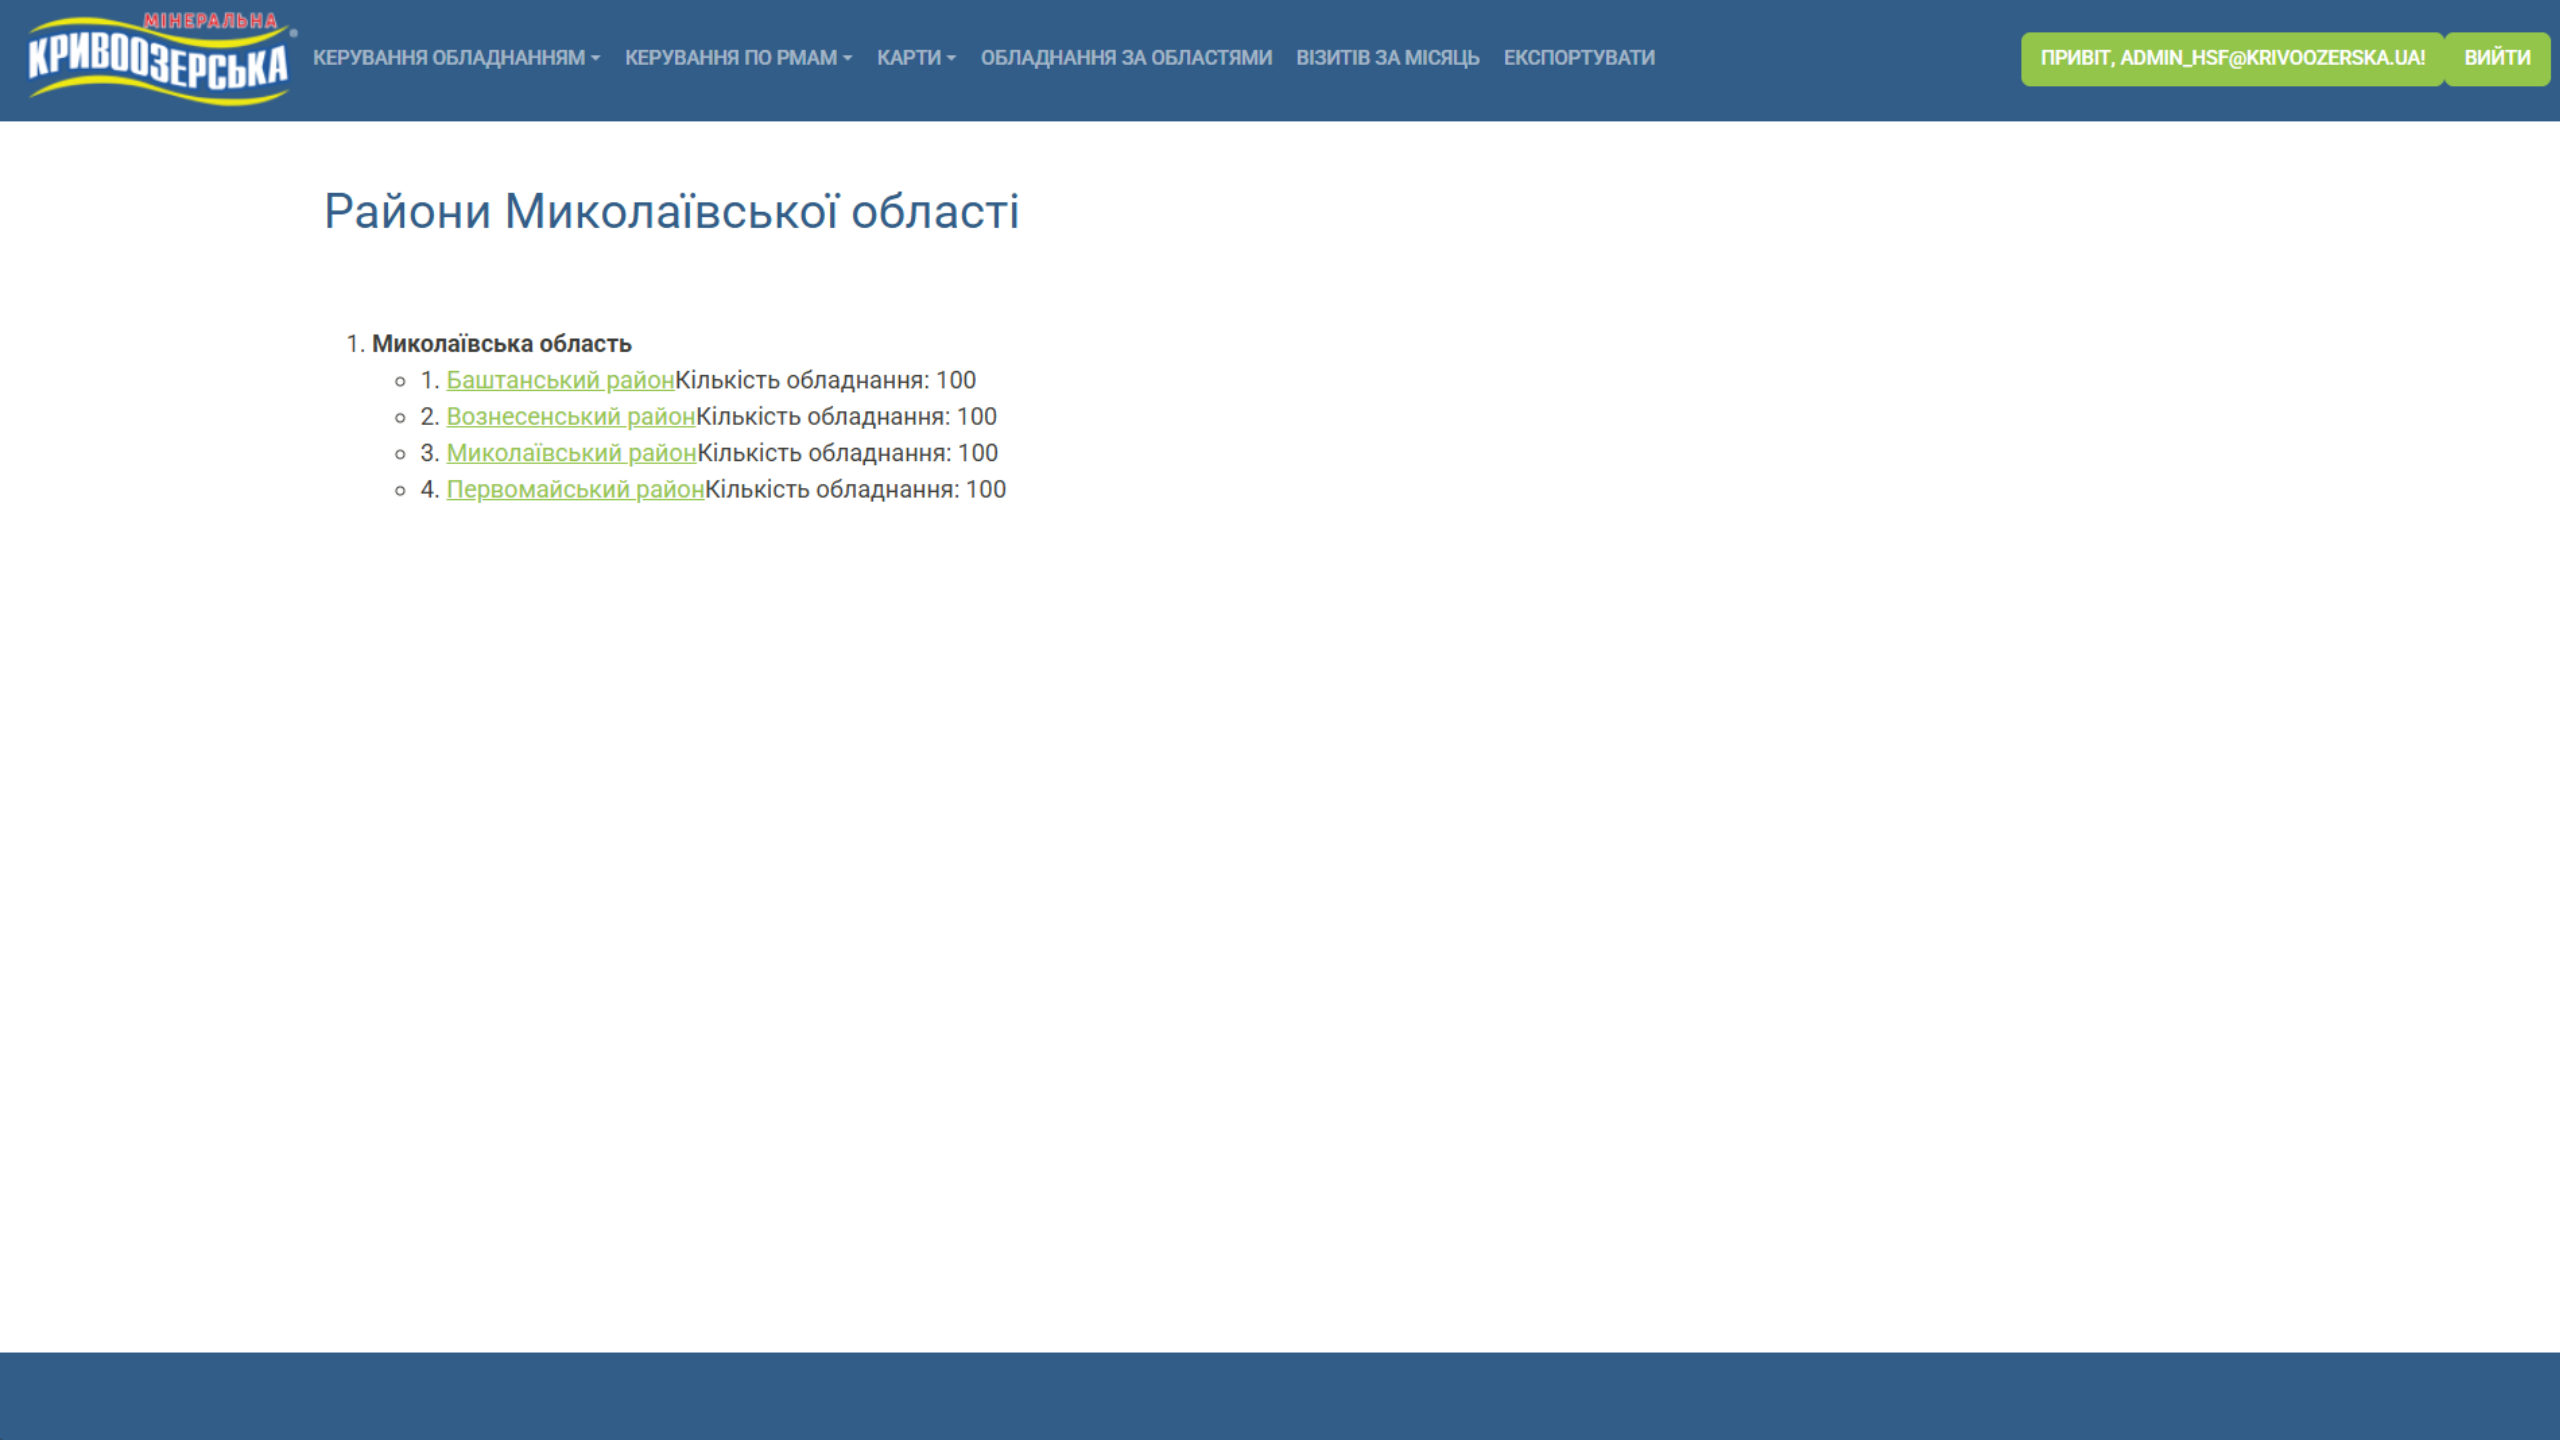 МІНЕРАЛЬНА
КРИВООЗЕРСЬКА
КЕРУВАННЯ ОБЛАДНАННЯМ КЕРУВАННЯ ПО РМАМ КАРТИ ОБЛАДНАННЯ ЗА ОБЛАСТЯМИ ВІЗИТІВ ЗА МІСЯЦЬ ЕКСПОРТУВАТИ ПРИВІТ, ADMIN_HSF@KRIVOOZERSKA.UA! ВИЙТИ
Райони Миколаївської області
1. Миколаївська область
1. Баштанський районКількість обладнання: 100
2. Вознесенський районКількість обладнання: 100
3. Миколаївський районКількість обладнання: 100
4. Первомайський районКількість обладнання: 100